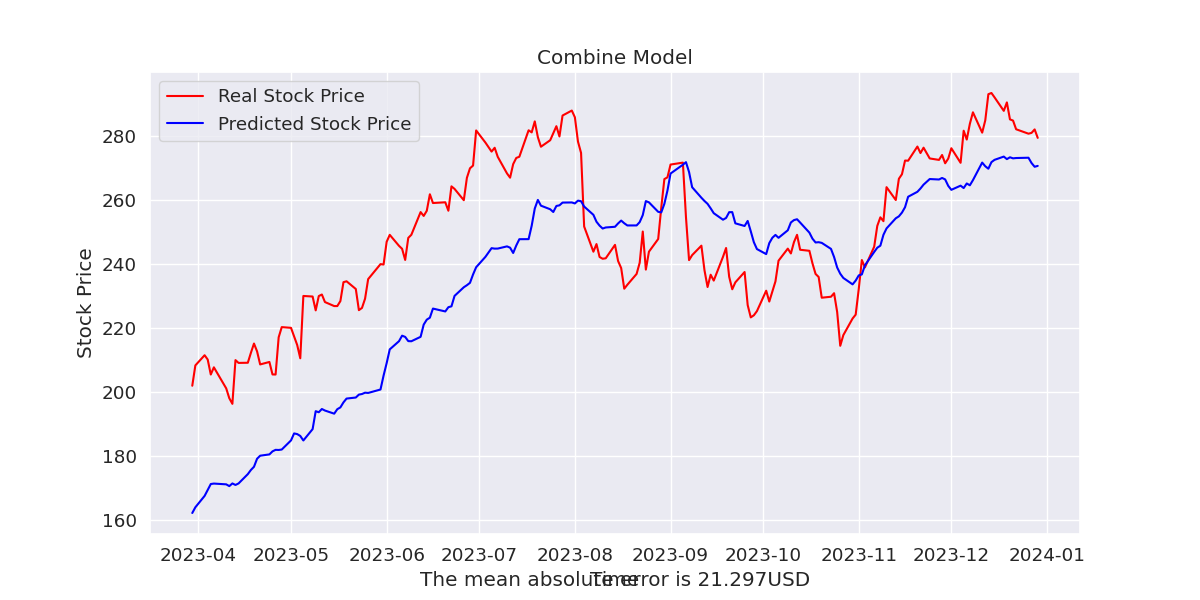 Combine Model
Real Stock Price
Predicted Stock Price
Stock Price
280
260
240
220
200
180
160
2023-04 2023-05 2023-06 2023-07 2023-08 2023-09 2023-10 2023-11 2023-12 2024-01
Time
The mean absolute error is 21.297USD